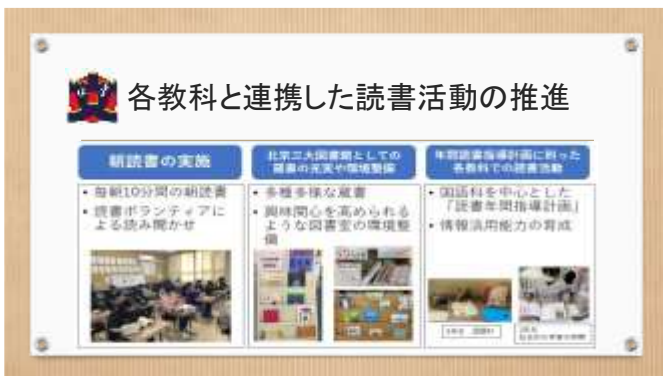 各教科と連携した読書活動の推進
朝読書の実施
• 毎朝10分間の朝読書
• 読書ボランティアに
よる読み聞かせ
北京三大図書館としての
蔵書の充実や環境整備
• 多種多様な蔵書
• 興味関心を高められる
ような図書室の環境整
備
年間読書指導計画に則った
各教科での読書活動
• 国語科を中心とした
「読書年間指導計画」
• 情報活用能力の育成